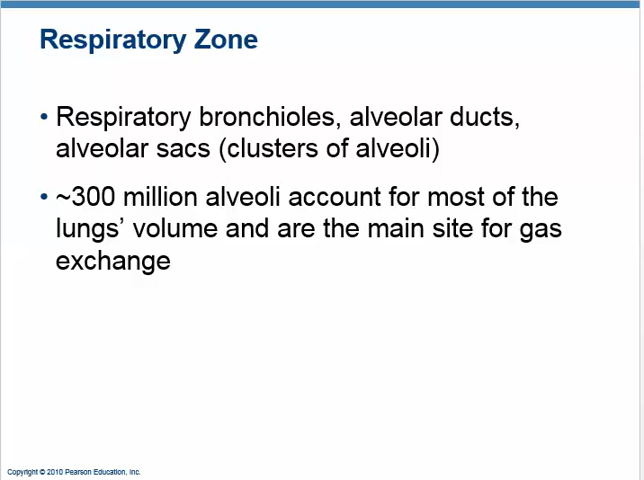 Respiratory Zone
• Respiratory bronchioles, alveolar ducts,
alveolar sacs (clusters of alveoli)
• ~300 million alveoli account for most of the
lungs’ volume and are the main site for gas
exchange
Copyright © 2010 Pearson Education, Inc.